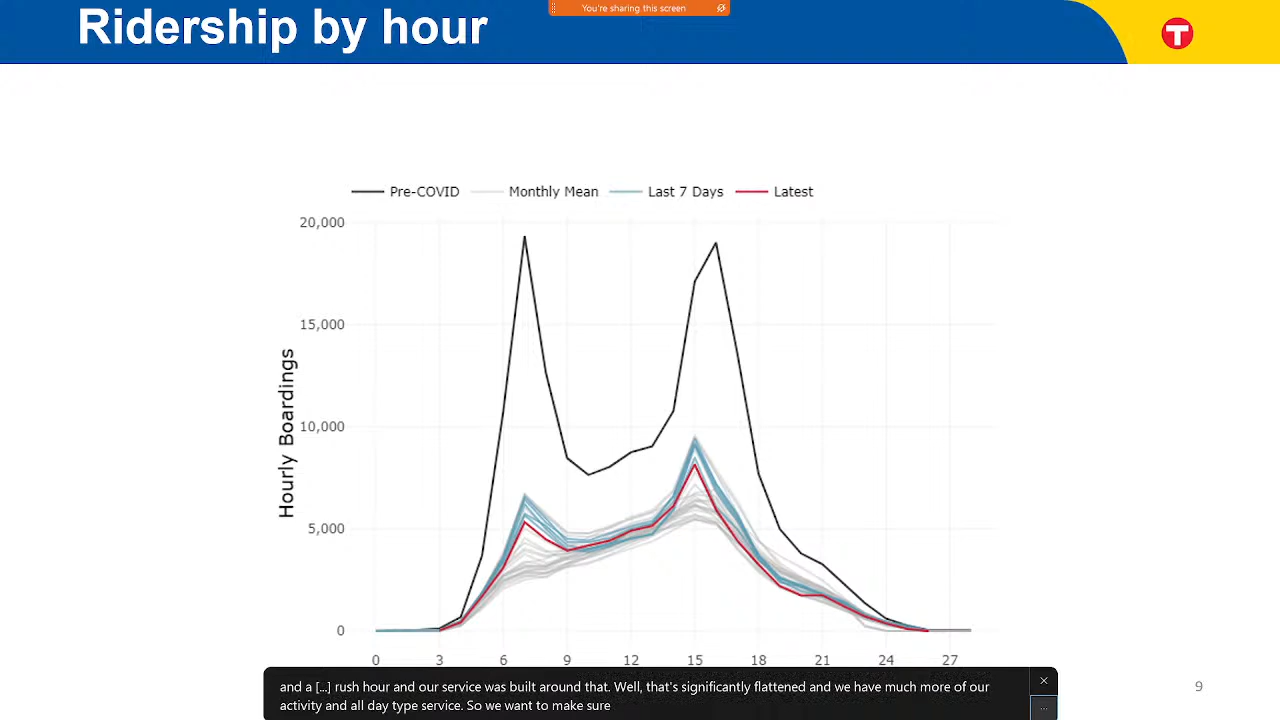 You're sharing this screen
Ridership by hour
T
Pre-COVID Monthly Mean Last 7 Days Latest
20,000
15,000
10,000
5,000
0
Hourly Boardings
0 3 6 9 12 15 18 21 24 27
and a [...] rush hour and our service was built around that. Well, that's significantly flattened and we have much more of our
activity and all day type service. So we want to make sure
9